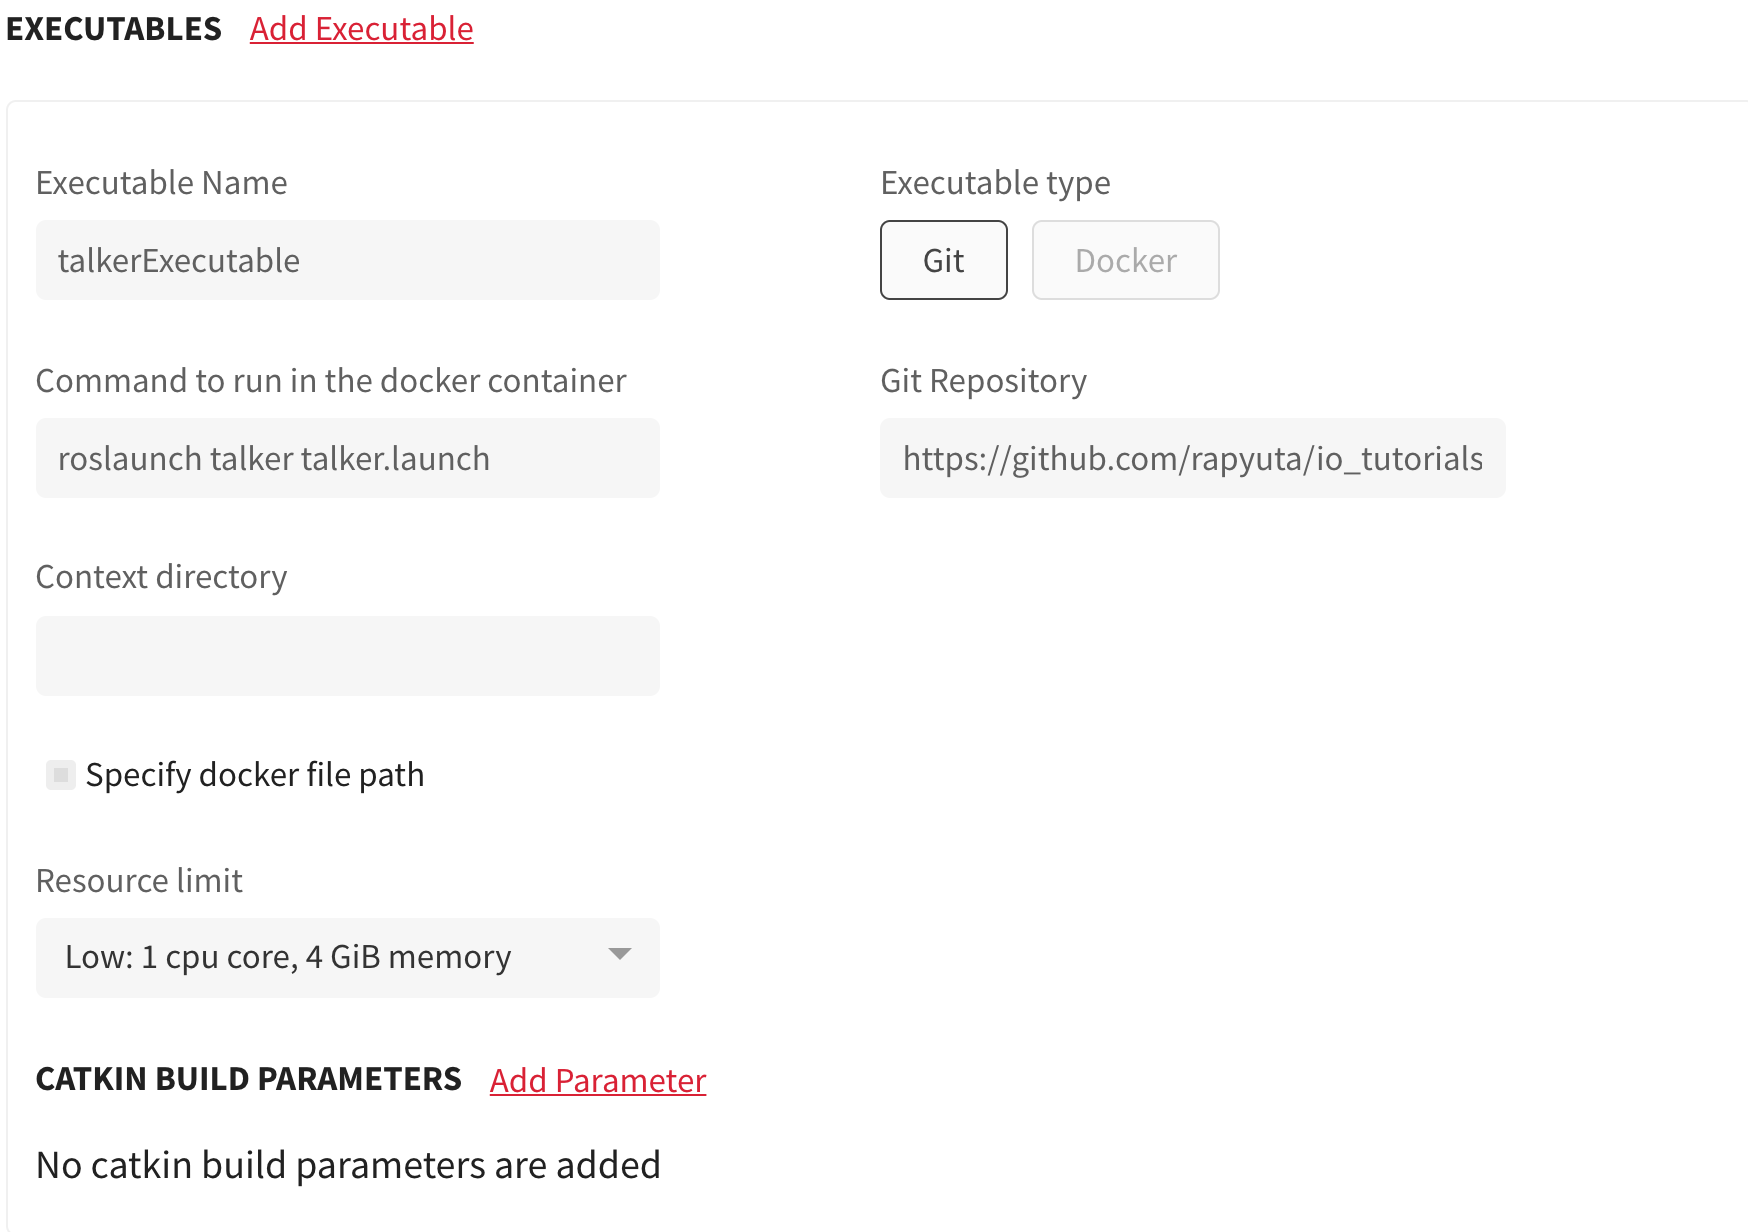 EXECUTABLES Add Executable
Executable Name
talkerExecutable
Executable type
Git Docker
Command to run in the docker container
roslaunch talker talker.launch
Git Repository
https://github.com/rapyuta/io_tutorials
Context directory
Specify docker file path
Resource limit
Low: 1 cpu core, 4 GiB memory
CATKIN BUILD PARAMETERS Add Parameter
No catkin build parameters are added